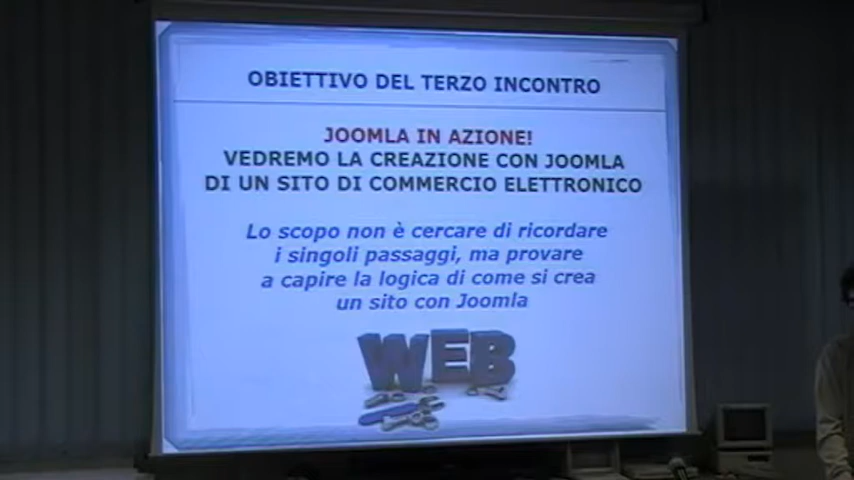 OBIETTIVO DEL TERZO INCONTRO
JOOMLA IN AZIONE!
VEDREMO LA CREAZIONE CON JOOMLA
DI UN SITO DI COMMERCIO ELETTRONICO
Lo scopo non è cercare di ricordare
i singoli passaggi, ma provare
a capire la logica di come si crea
un sito con Joomla
WEB